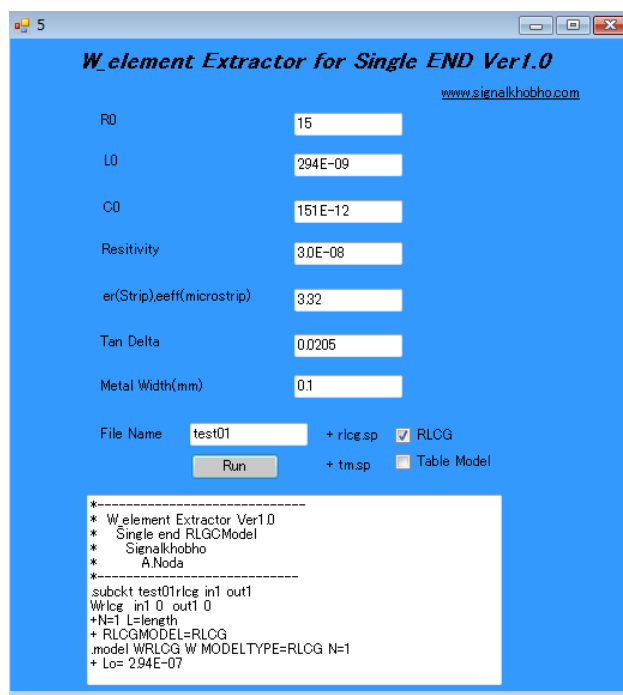 5
W_element Extractor for Single END Ver1.0
www.signalkhobho.com
R0 15
L0 294E-09
C0 151E-12
Resitivity 3.0E-08
er(Strip),eeff(microstrip) 3.32
Tan Delta 0.0205
Metal Width(mm) 0.1
File Name test01 + rlcg.sp RLCG
Run + tm.sp Table Model
*-----------------------------
* W_element Extractor Ver1.0
* Single end RLGCModel
* Signalkhobho
* A.Noda
*----------------------------
.subckt test01rlcg in1 out1
Wrlcg in1 0 out1 0
+N=1 L=length
+ RLCGMODEL=RLCG
.model WRLCG W MODELTYPE=RLCG N=1
+ Lo= 2.94E-07